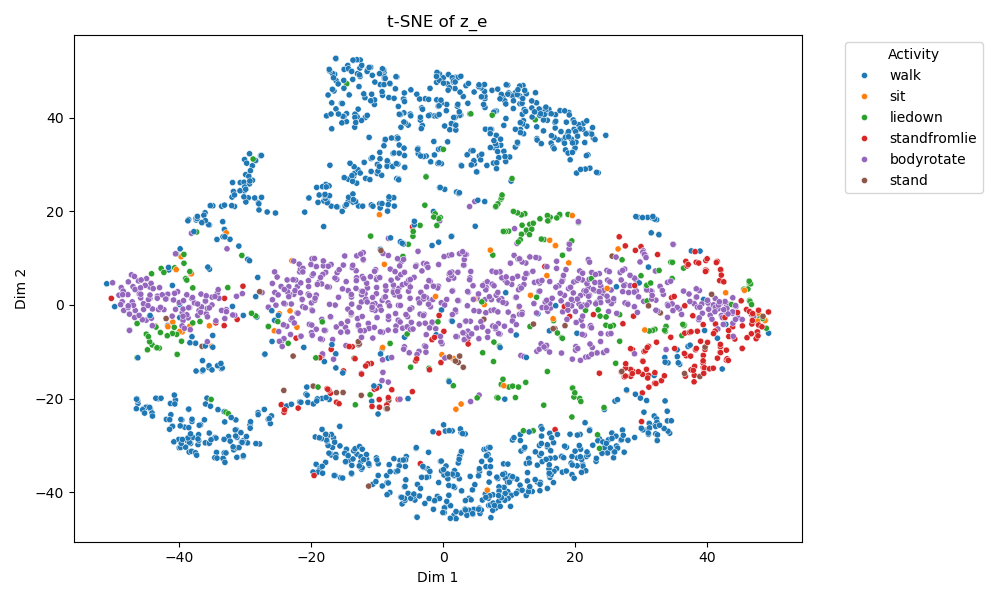 t-SNE of z_e
Activity
walk
sit
liedown
standfromlie
bodyrotate
stand
Dim 2
40
20
0
−20
−40
−40
−20
0
20
40
Dim 1